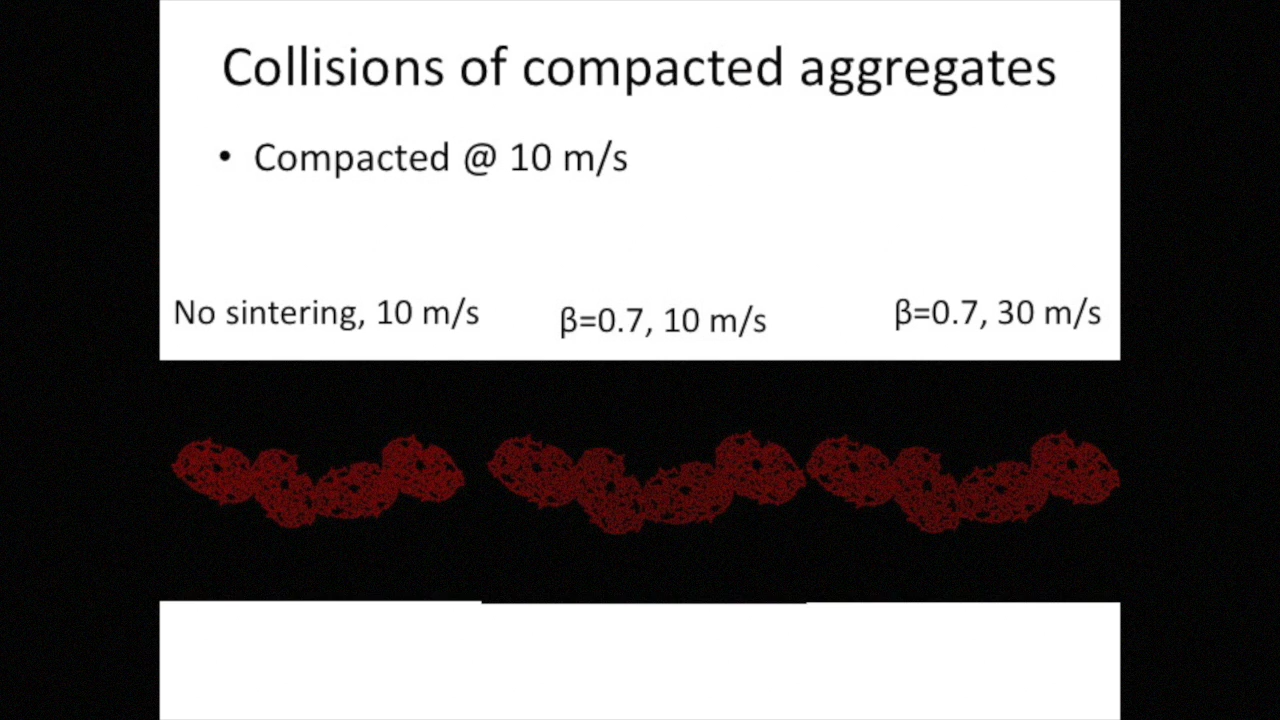 Collisions of compacted aggregates
• Compacted @ 10 m/s
No sintering, 10 m/s
β=0.7, 10 m/s
β=0.7, 30 m/s